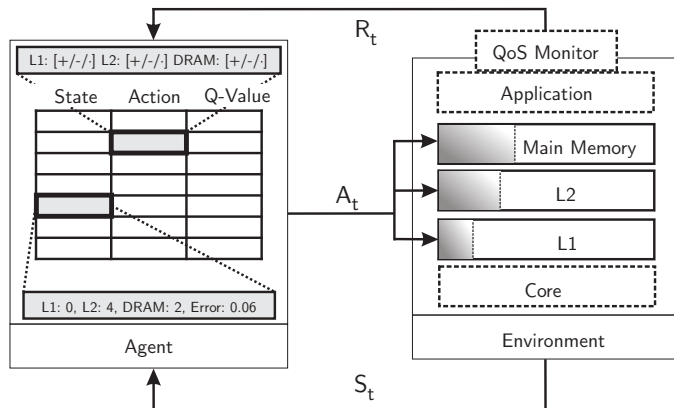 R_t
QoS Monitor
L1: [+/-/·] L2: [+/-/·] DRAM: [+/-/·]
State Action Q-Value
Application
Main Memory
A_t
L2
L1
Core
L1: 0, L2: 4, DRAM: 2, Error: 0.06
Agent
Environment
S_t